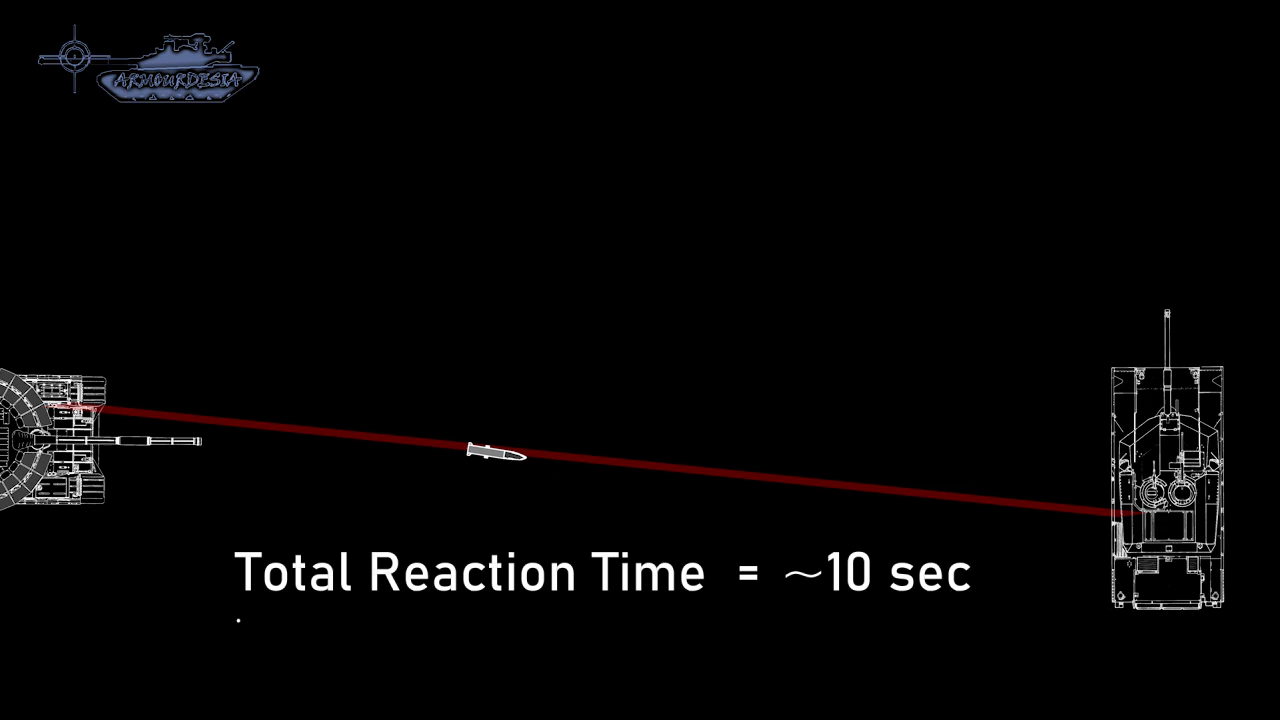 ARMOURDESIA
Total Reaction Time = ~10 sec
.